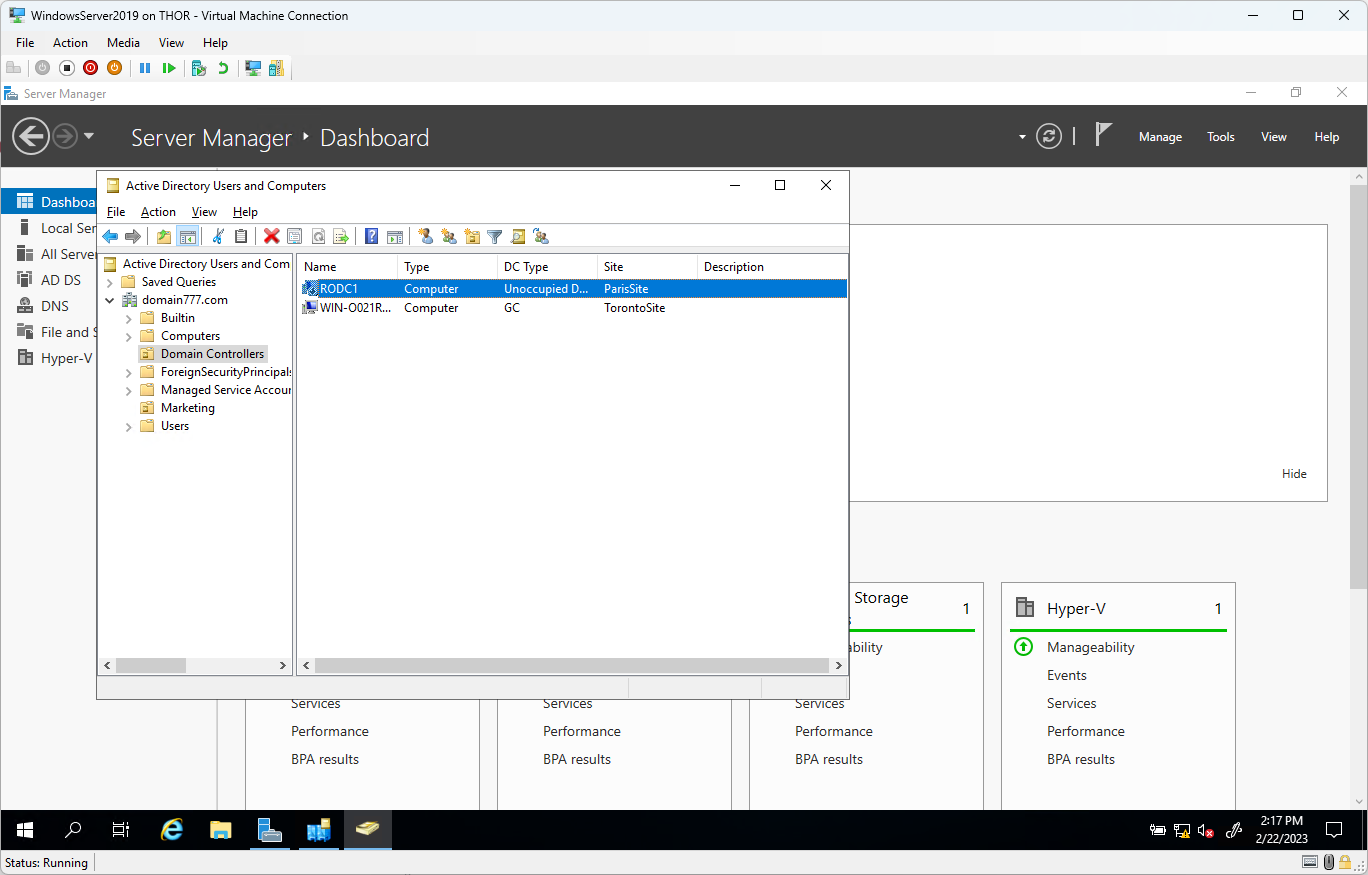 WindowsServer2019 on THOR - Virtual Machine Connection
File Action Media View Help
Server Manager
Server Manager Dashboard
Manage Tools View Help
Dashboa
Local Ser
All Server
AD DS
DNS
File and S
Hyper-V
Active Directory Users and Computers
File Action View Help
Active Directory Users and Com
Saved Queries
domain777.com
Builtin
Computers
Domain Controllers
ForeignSecurityPrincipals
Managed Service Accour
Marketing
Users
Name Type DC Type Site Description
RODC1 Computer Unoccupied D... ParisSite
WIN-O021R... Computer GC TorontoSite
Hide
Services
Performance
BPA results
Services
Performance
BPA results
Storage 1
ability
Services
Performance
BPA results
Hyper-V 1
Manageability
Events
Services
Performance
BPA results
2:17 PM
2/22/2023
Status: Running